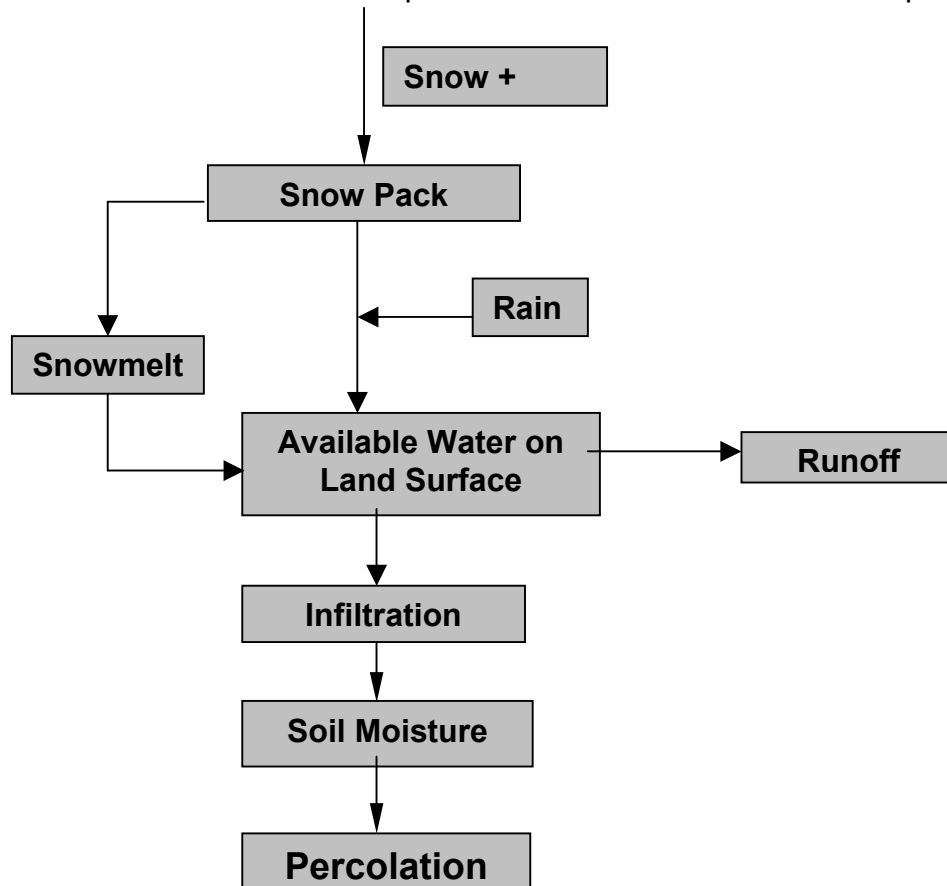 Snow +
Snow Pack
Rain
Snowmelt
Available Water on
Land Surface
Runoff
Infiltration
Soil Moisture
Percolation